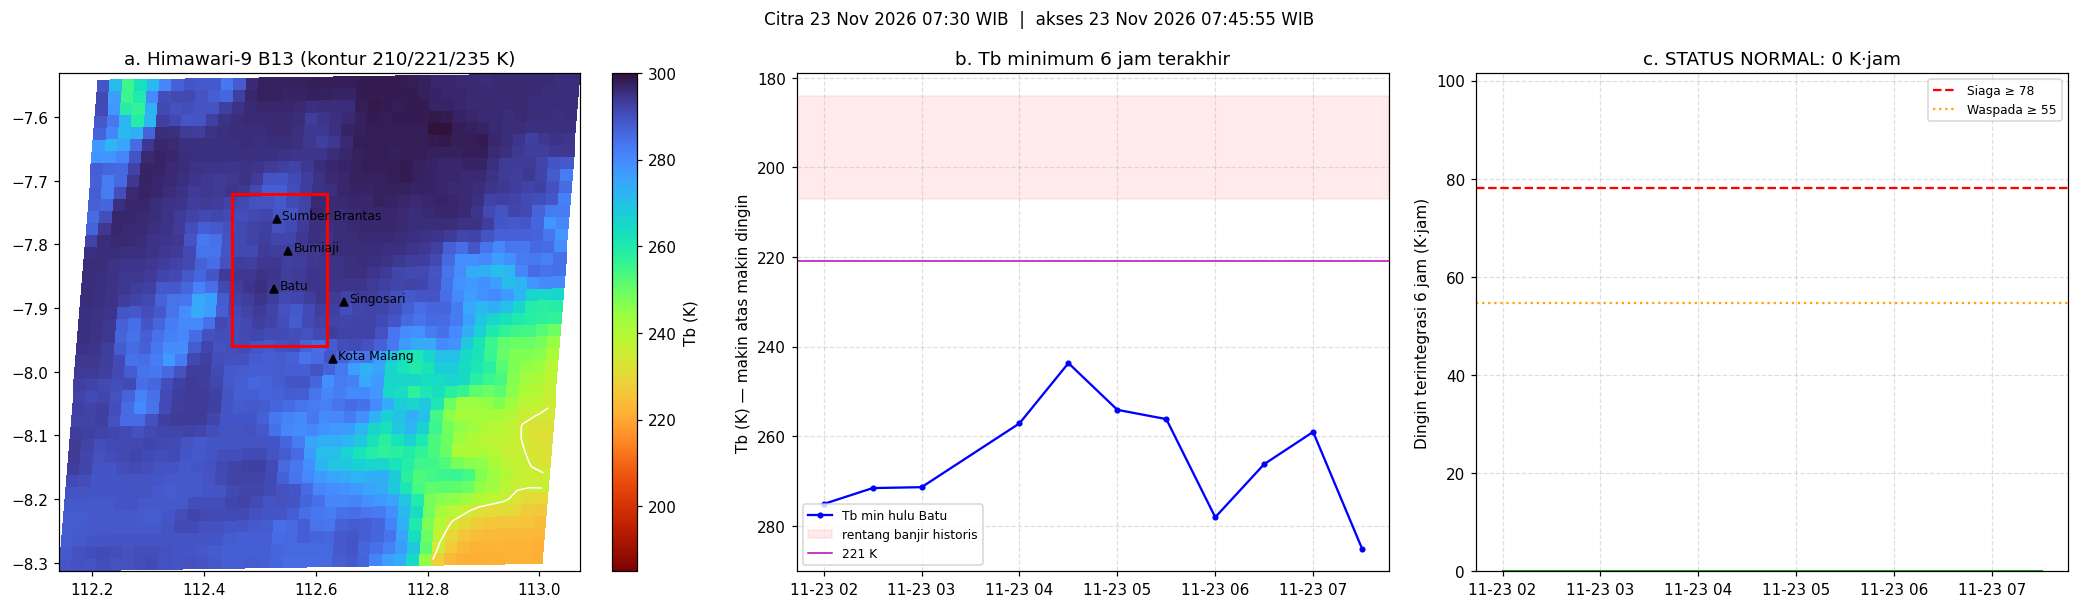 Citra 23 Nov 2026 07:30 WIB | akses 23 Nov 2026 07:45:55 WIB
a. Himawari-9 B13 (kontur 210/221/235 K)
−7.6
−7.7
−7.8
−7.9
−8.0
−8.1
−8.2
−8.3
112.2
112.4
112.6
112.8
113.0
Sumber Brantas
Bumiaji
Batu
Singosari
Kota Malang
300
280
260
240
220
200
Tb (K)
b. Tb minimum 6 jam terakhir
Tb (K) — makin atas makin dingin
180
200
220
240
260
280
11-23 02
11-23 03
11-23 04
11-23 05
11-23 06
11-23 07
Tb min hulu Batu
rentang banjir historis
221 K
c. STATUS NORMAL: 0 K·jam
Dingin terintegrasi 6 jam (K·jam)
100
80
60
40
20
0
11-23 02
11-23 03
11-23 04
11-23 05
11-23 06
11-23 07
Siaga ≥ 78
Waspada ≥ 55